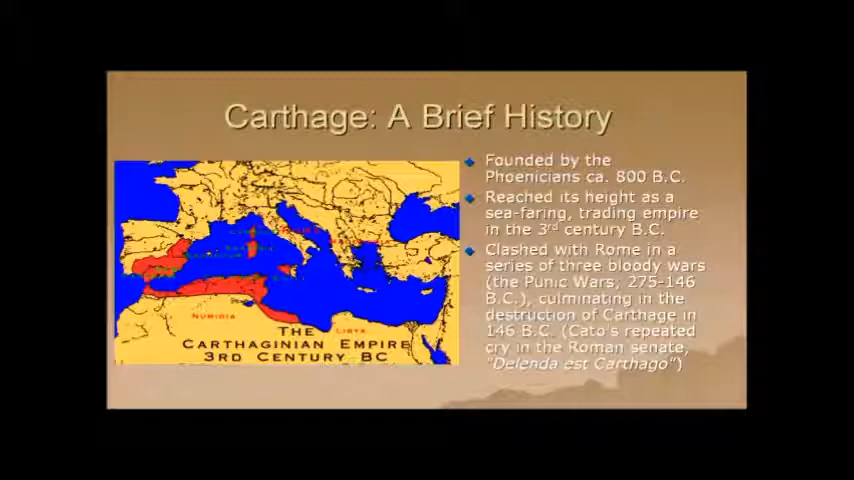 Carthage: A Brief History
Founded by the
Phoenicians ca. 800 B.C.
Reached its height as a
sea-faring, trading empire
in the 3rd century B.C.
Clashed with Rome in a
series of three bloody wars
(the Punic Wars; 275-146
B.C.), culminating in the
destruction of Carthage in
146 B.C. (Cato's repeated
cry in the Roman senate,
"Delenda est Carthago")
NUMIDIA
LIBYA
THE
CARTHAGINIAN EMPIRE
3RD CENTURY BC